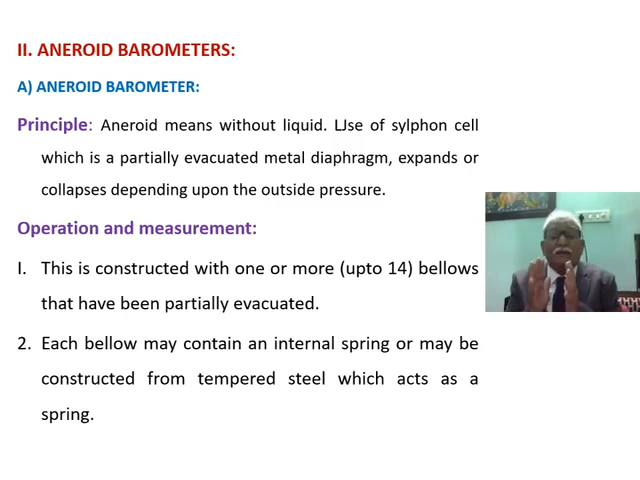 II. ANEROID BAROMETERS:
A) ANEROID BAROMETER:
Principle: Aneroid means without liquid. LJse of sylphon cell
which is a partially evacuated metal diaphragm, expands or
collapses depending upon the outside pressure.
Operation and measurement:
I. This is constructed with one or more (upto 14) bellows
that have been partially evacuated.
2. Each bellow may contain an internal spring or may be
constructed from tempered steel which acts as a
spring.